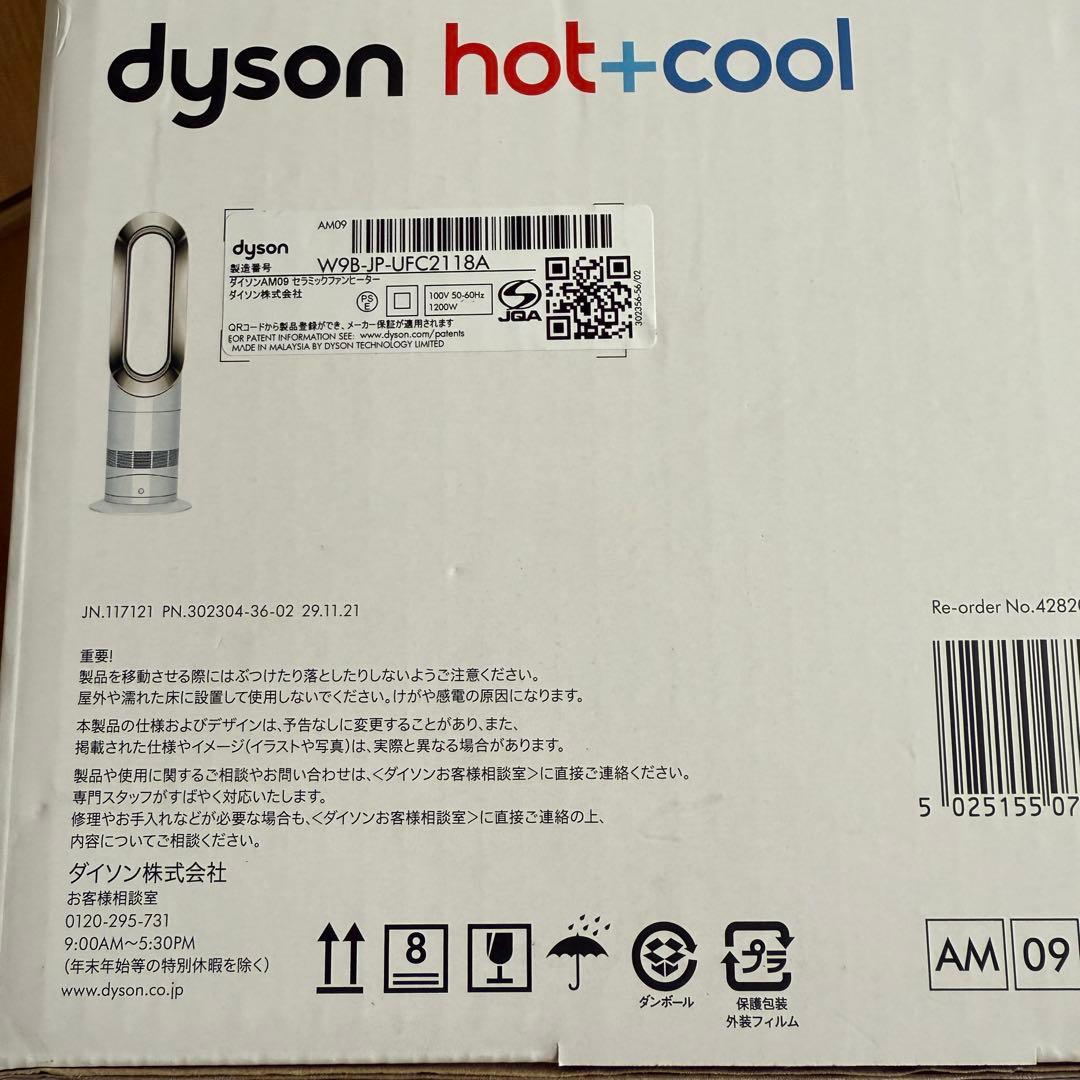 dyson hot+cool
AM09
dyson
製造番号 W9B-JP-UFC2118A
ダイソンAM09 セラミックファンヒーター
ダイソン株式会社
PS E
100V 50-60Hz
1200W
JQA
302356-56/02
QRコードから製品登録ができ、メーカー保証が適用されます
FOR PATENT INFORMATION SEE: www.dyson.com/patents
MADE IN MALAYSIA BY DYSON TECHNOLOGY LIMITED
JN.117121 PN.302304-36-02 29.11.21
Re-order No.4282
重要!
製品を移動させる際にはぶつけたり落としたりしないようご注意ください。
屋外や濡れた床に設置して使用しないでください。けがや感電の原因になります。
本製品の仕様およびデザインは、予告なしに変更することがあり、また、
掲載された仕様やイメージ(イラストや写真)は、実際と異なる場合があります。
製品や使用に関するご相談やお問い合わせは、<ダイソンお客様相談室>に直接ご連絡ください。
専門スタッフがすばやく対応いたします。
修理やお手入れなどが必要な場合も、<ダイソンお客様相談室>に直接ご連絡の上、
内容についてご相談ください。
5 025155 07
ダイソン株式会社
お客様相談室
0120-295-731
9:00AM〜5:30PM
(年末年始等の特別休暇を除く)
www.dyson.co.jp
8
プラ
ダンボール
保護包装
外装フィルム
AM 09